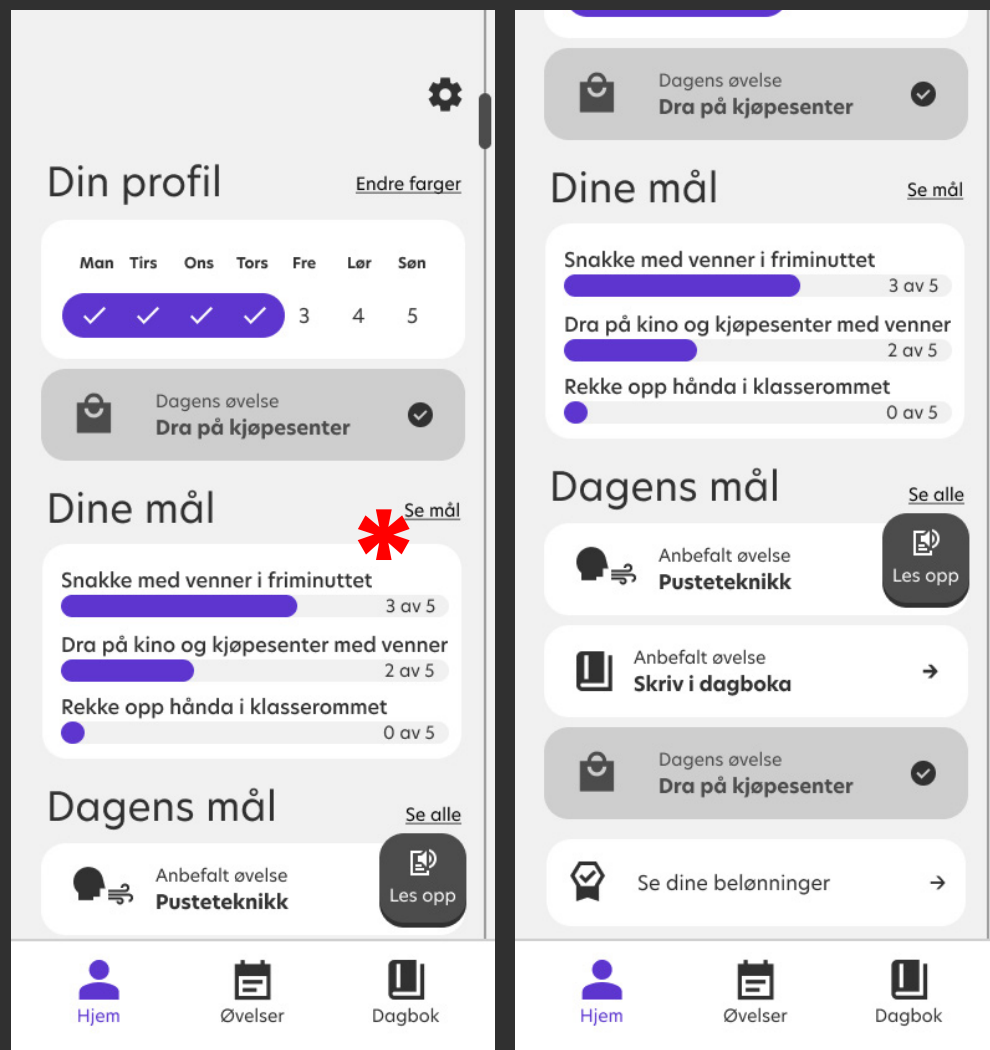 Din profil
Endre farger
Man Tirs Ons Tors Fre Lør Søn
3 4 5
Dagens øvelse
Dra på kjøpesenter
Dine mål
Se mål
Snakke med venner i friminuttet
3 av 5
Dra på kino og kjøpesenter med venner
2 av 5
Rekke opp hånda i klasserommet
0 av 5
Dagens mål
Se alle
Anbefalt øvelse
Pusteteknikk
Les opp
Hjem
Øvelser
Dagbok
Dagens øvelse
Dra på kjøpesenter
Dine mål
Se mål
Snakke med venner i friminuttet
3 av 5
Dra på kino og kjøpesenter med venner
2 av 5
Rekke opp hånda i klasserommet
0 av 5
Dagens mål
Se alle
Anbefalt øvelse
Pusteteknikk
Les opp
Anbefalt øvelse
Skriv i dagboka
Dagens øvelse
Dra på kjøpesenter
Se dine belønninger
Hjem
Øvelser
Dagbok